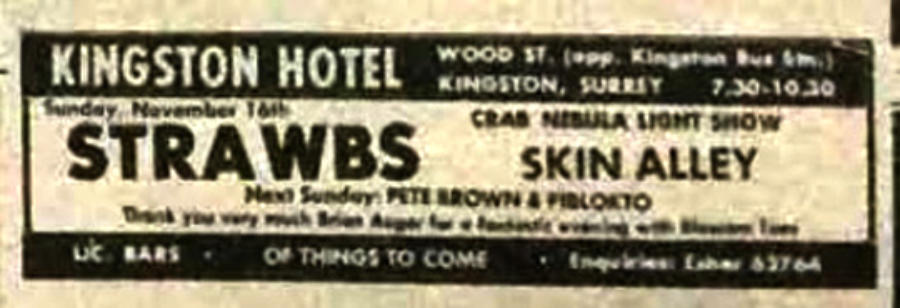 KINGSTON HOTEL
WOOD ST. (opp. Kingston Bus Stn.)
KINGSTON, SURREY 7.30-10.30
Sunday, November 16th
STRAWBS
CRAB NEBULA LIGHT SHOW
SKIN ALLEY
Next Sunday: PETE BROWN & PIBLOKTO
Thank you very much Brian Auger for a fantastic evening with
LIC. BARS · OF THINGS TO COME · Enquiries: Esher 63764